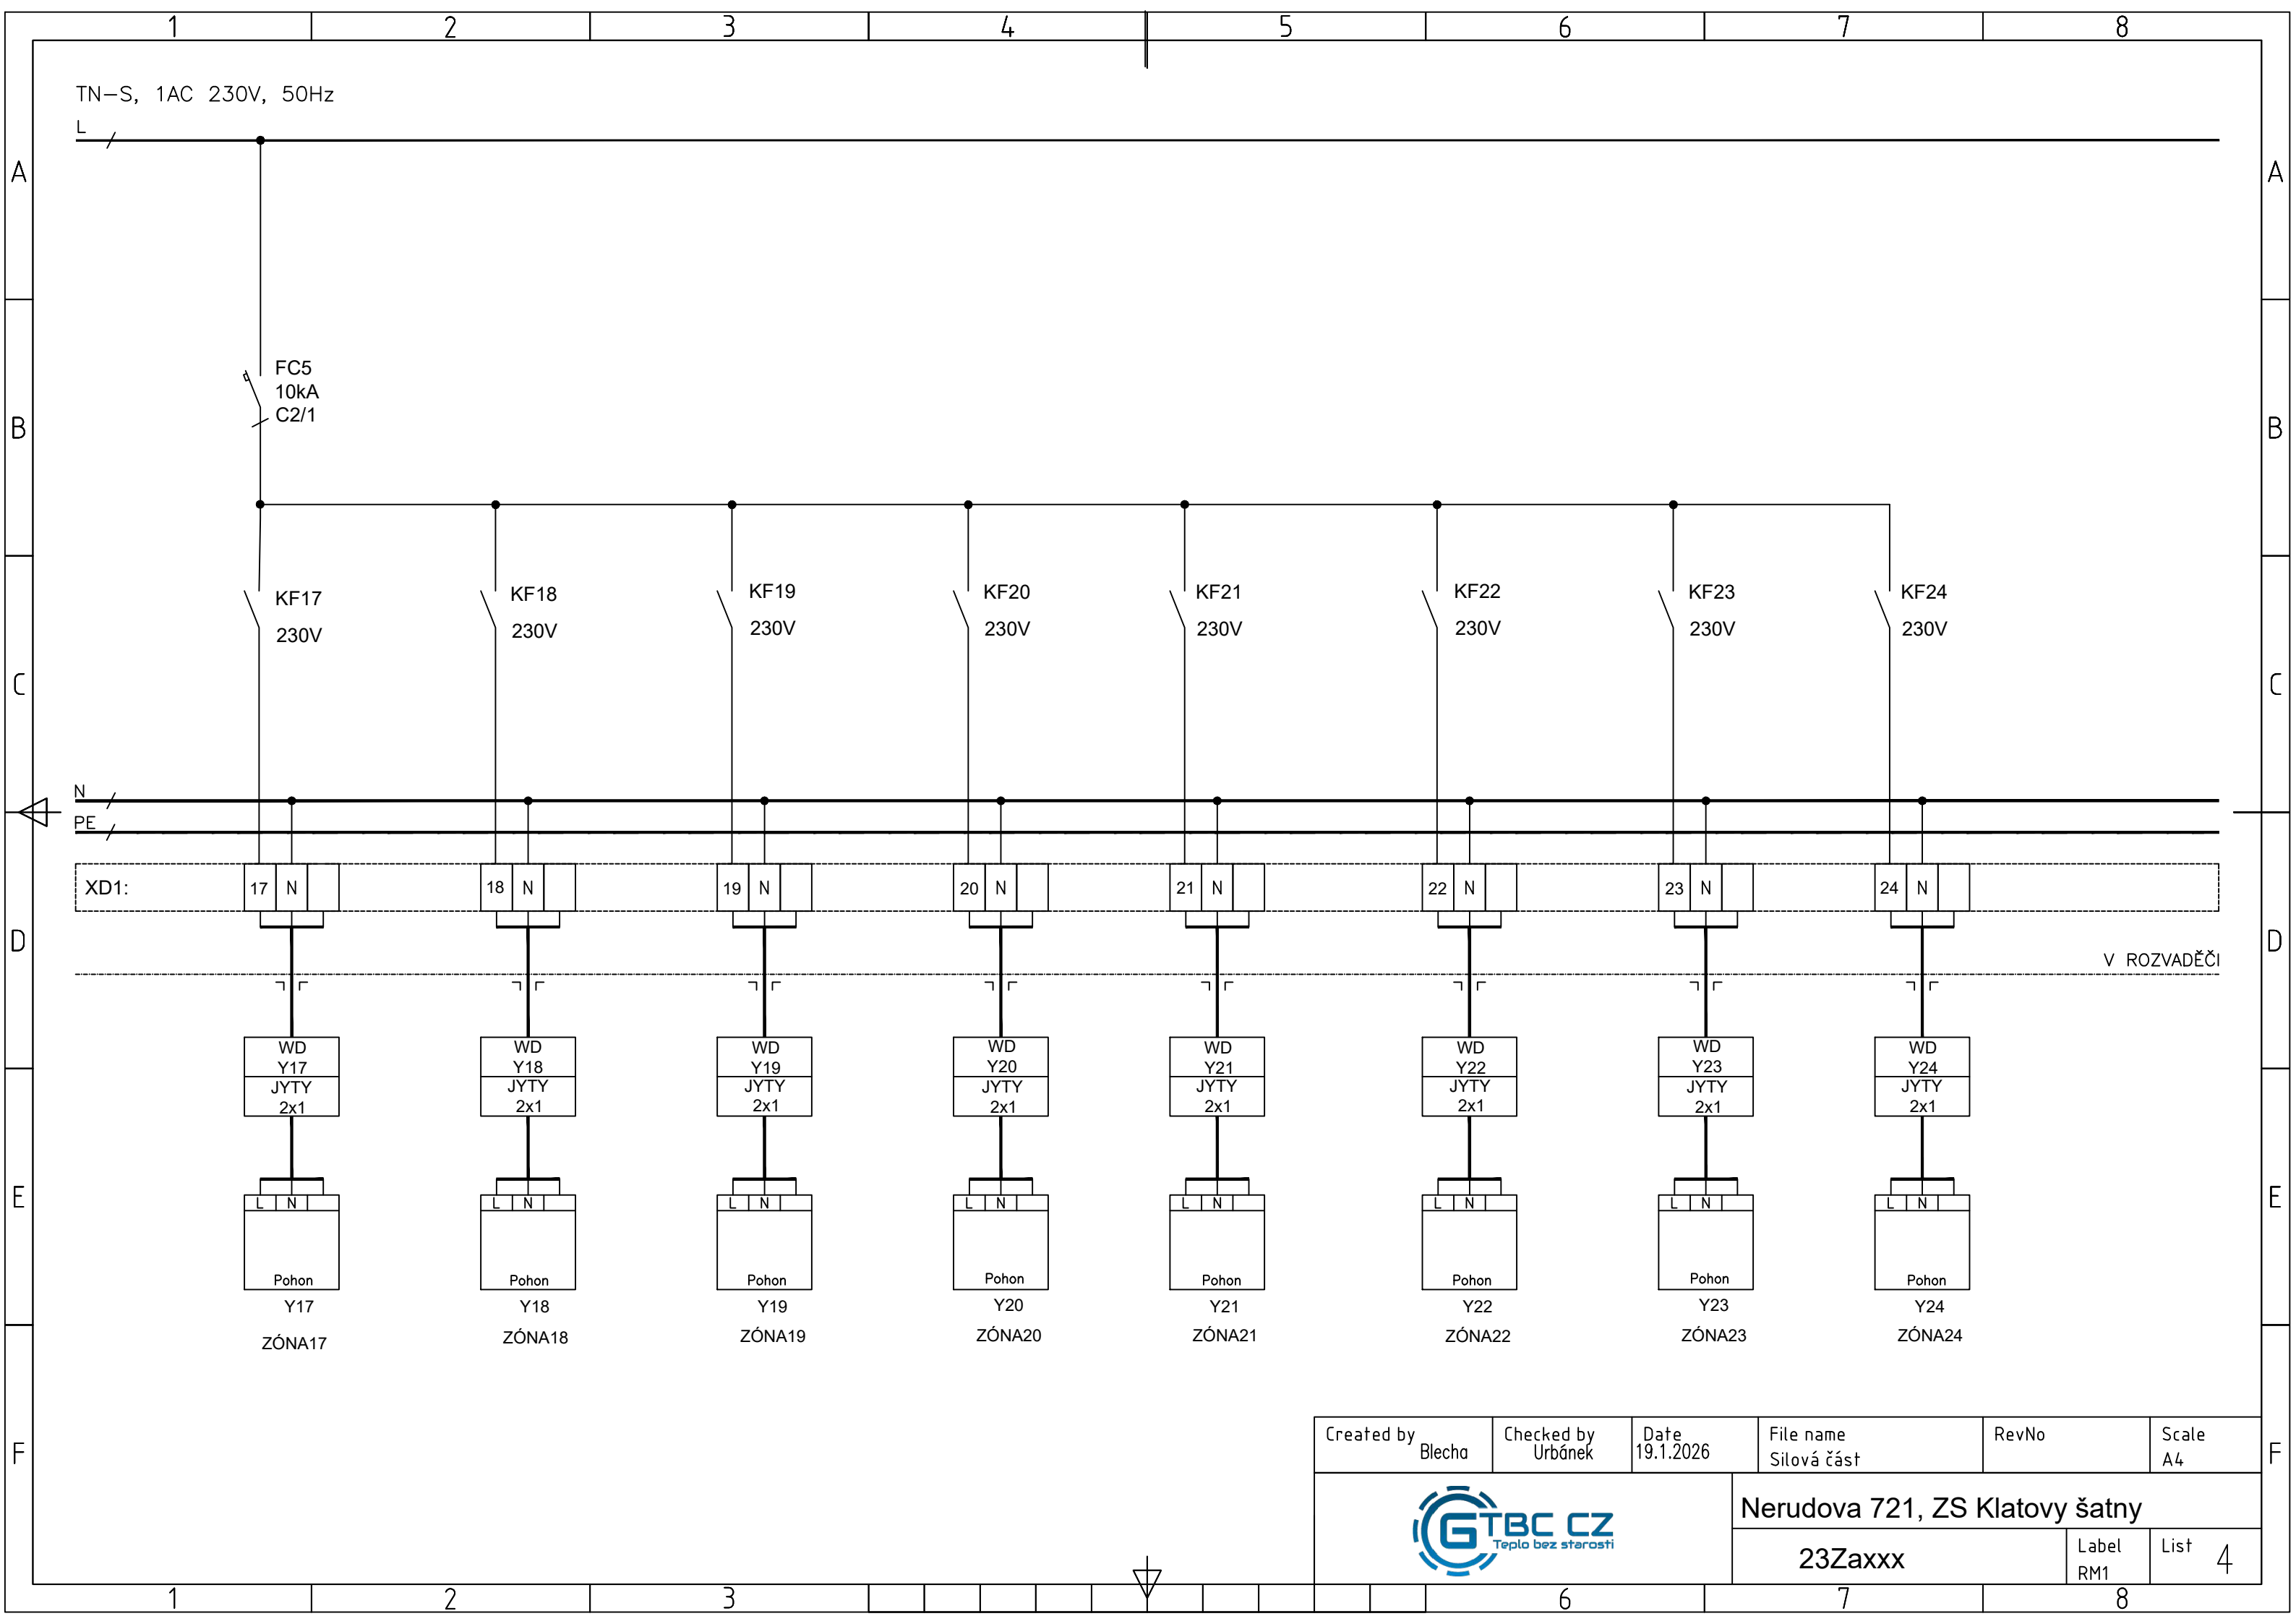 1 2 3 4 5 6 7 8
TN-S, 1AC 230V, 50Hz
L
A A
FC5
10kA
C2/1
B B
KF17 KF18 KF19 KF20 KF21 KF22 KF23 KF24
230V 230V 230V 230V 230V 230V 230V 230V
C C
N
PE
XD1: 17 N 18 N 19 N 20 N 21 N 22 N 23 N 24 N
D D
V ROZVADĚČI
WD WD WD WD WD WD WD WD
Y17 Y18 Y19 Y20 Y21 Y22 Y23 Y24
JYTY JYTY JYTY JYTY JYTY JYTY JYTY JYTY
2x1 2x1 2x1 2x1 2x1 2x1 2x1 2x1
E E
L N L N L N L N L N L N L N L N
Pohon Pohon Pohon Pohon Pohon Pohon Pohon Pohon
Y17 Y18 Y19 Y20 Y21 Y22 Y23 Y24
ZÓNA17 ZÓNA18 ZÓNA19 ZÓNA20 ZÓNA21 ZÓNA22 ZÓNA23 ZÓNA24
F F
Created by
Blecha
Checked by
Urbánek
Date
19.1.2026
File name
Silová část
RevNo
Scale
A4
GTBC CZ
Teplo bez starosti
Nerudova 721, ZS Klatovy šatny
23Zaxxx
Label
RM1
List
4
1 2 3 6 7 8